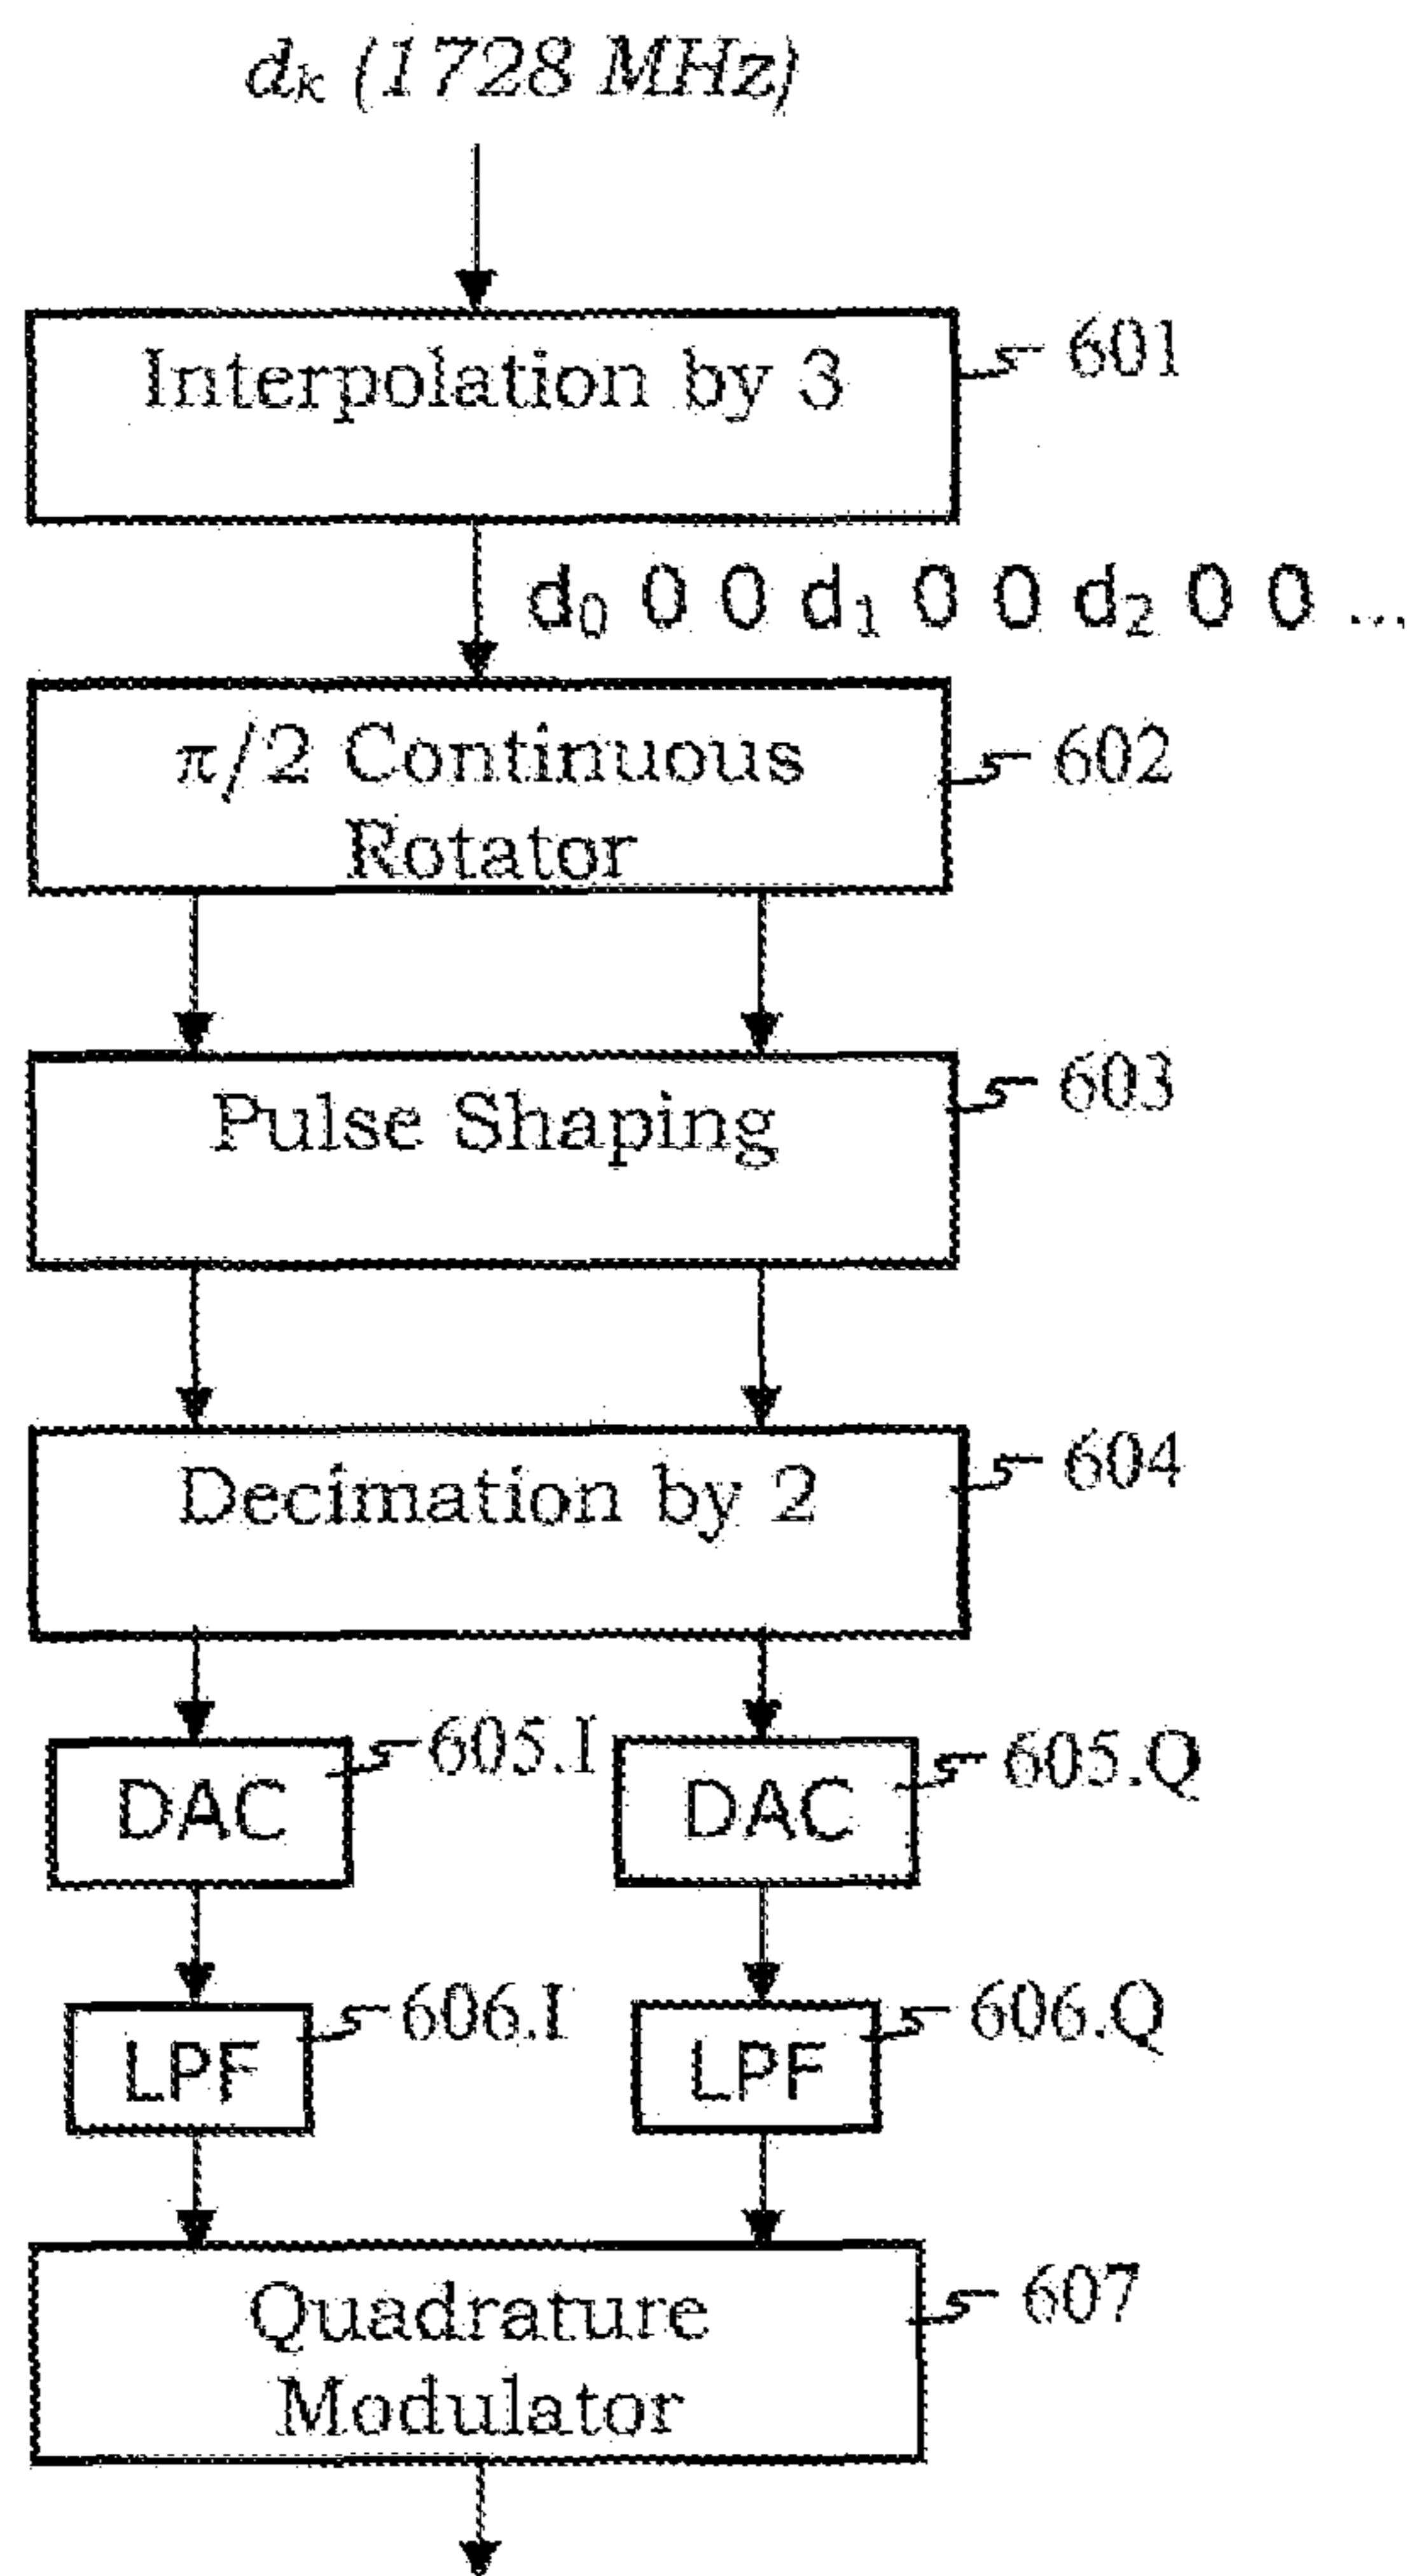 dk (1728 MHz)
Interpolation by 3
601
d0 0 0 d1 0 0 d2 0 0 ...
π/2 Continuous
Rotator
602
Pulse Shaping
603
Decimation by 2
604
DAC
605.I
DAC
605.Q
LPF
606.I
LPF
606.Q
Quadrature
Modulator
607